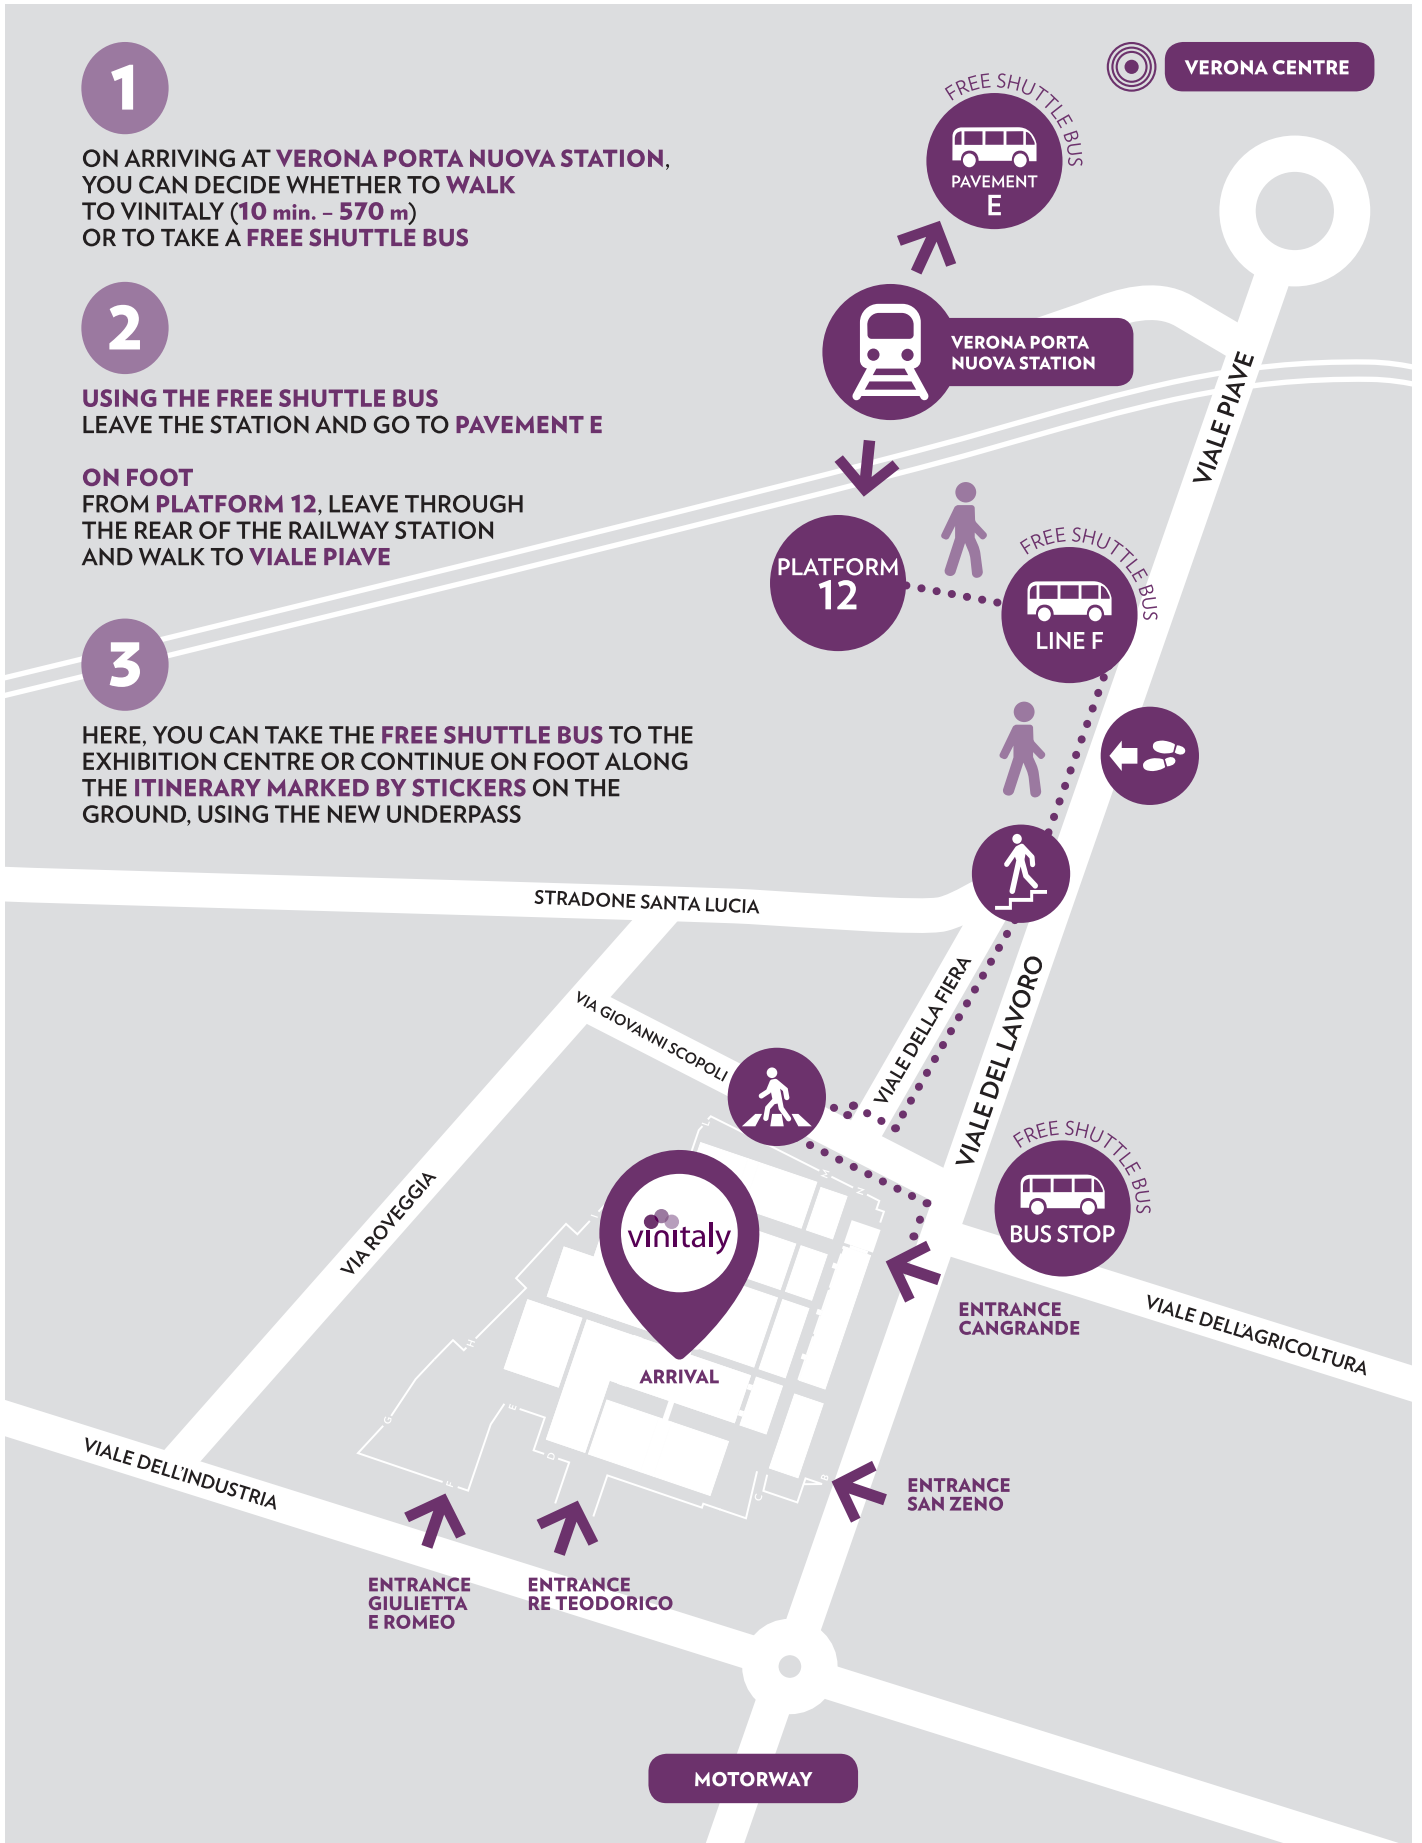 1
ON ARRIVING AT VERONA PORTA NUOVA STATION,
YOU CAN DECIDE WHETHER TO WALK
TO VINITALY (10 min. – 570 m)
OR TO TAKE A FREE SHUTTLE BUS
2
USING THE FREE SHUTTLE BUS
LEAVE THE STATION AND GO TO PAVEMENT E
ON FOOT
FROM PLATFORM 12, LEAVE THROUGH
THE REAR OF THE RAILWAY STATION
AND WALK TO VIALE PIAVE
3
HERE, YOU CAN TAKE THE FREE SHUTTLE BUS TO THE
EXHIBITION CENTRE OR CONTINUE ON FOOT ALONG
THE ITINERARY MARKED BY STICKERS ON THE
GROUND, USING THE NEW UNDERPASS
VERONA CENTRE
FREE SHUTTLE BUS
PAVEMENT
E
VERONA PORTA
NUOVA STATION
VIALE PIAVE
PLATFORM
12
FREE SHUTTLE BUS
LINE F
STRADONE SANTA LUCIA
VIA GIOVANNI SCOPOLI
VIALE DELLA FIERA
VIALE DEL LAVORO
VIA ROVEGGIA
FREE SHUTTLE BUS
BUS STOP
M
N
vinitaly
ARRIVAL
ENTRANCE
CANGRANDE
VIALE DELL'AGRICOLTURA
H
G
E
D
F
C
B
VIALE DELL'INDUSTRIA
ENTRANCE
SAN ZENO
ENTRANCE
GIULIETTA
E ROMEO
ENTRANCE
RE TEODORICO
MOTORWAY